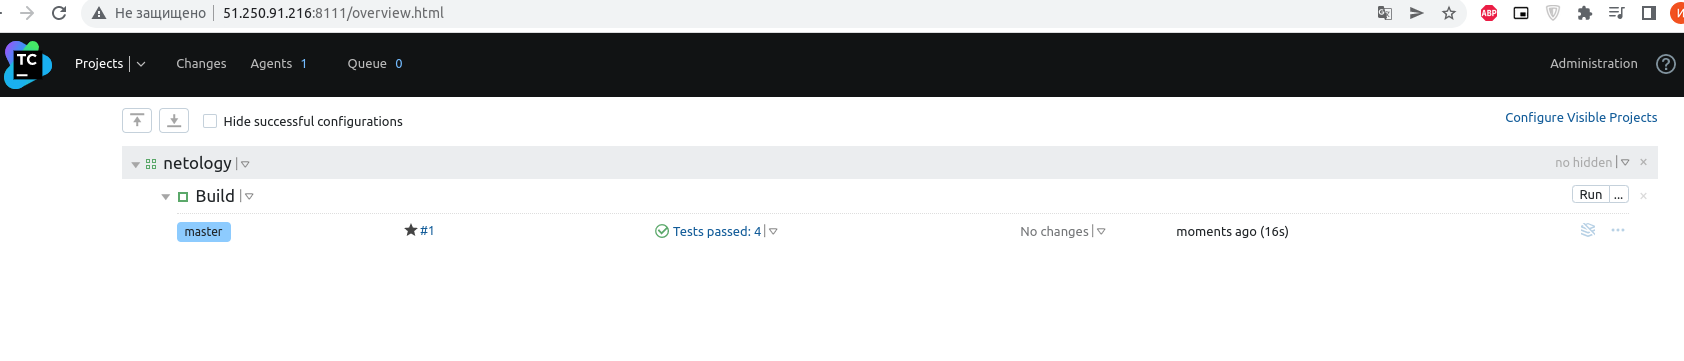 Не защищено 51.250.91.216:8111/overview.html ABP
TC Projects Changes Agents 1 Queue 0 Administration ?
Hide successful configurations Configure Visible Projects
netology no hidden
Build Run ...
master #1 Tests passed: 4 No changes moments ago (16s)